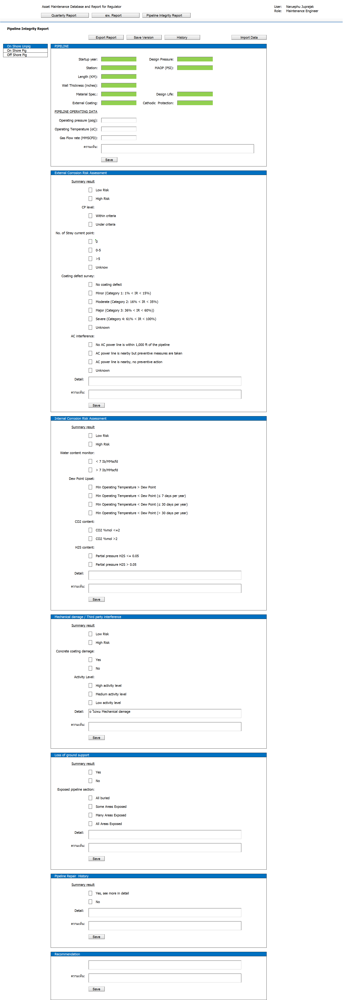 Asset Maintenance Database and Report for Regulator
User: Naruephu Juprajak
Role: Maintenance Engineer
Quarterly Report
ธพ. Report
Pipeline Integrity Report
Pipeline Integrity Report
Export Report
Save Version
History
Import Data
On Shore Unpig
On Shore Pig
Off Shore Pig
PIPELINE
Startup year: Design Pressure:
Station: MAOP (PSI):
Length (KM):
Wall Thickness (inches):
Material Spec.: Design Life:
External Coating: Cathodic Protection:
PIPELINE OPERATING DATA
Operating pressure (psig):
Operating Temperature (oC):
Gas Flow rate (MMSCFD):
ความเห็น:
Save
External Corrosion Risk Assessment
Summary result
Low Risk
High Risk
CP level:
Within criteria
Under criteria
No. of Stray current point:
0
0-5
>5
Unknow
Coating defect survey:
No coating defect
Minor (Category 1: 1% < IR < 15%)
Moderate (Category 2: 16% < IR < 35%)
Major (Category 3: 36% < IR < 60%))
Severe (Category 4: 61% < IR < 100%)
Unknown
AC interference:
No AC power line is within 1,000 ft of the pipeline
AC power line is nearby but preventive measures are taken
AC power line is nearby, no preventive action
Unknown
Detail:
ความเห็น:
Save
Internal Corrosion Risk Assessment
Summary result
Low Risk
High Risk
Water content monitor:
< 7 Ib/MMscfd
> 7 Ib/MMscfd
Dew Point Upset:
Min Operating Temperature > Dew Point
Min Operating Temperature < Dew Point (≤ 7 days per year)
Min Operating Temperature < Dew Point (≤ 30 days per year)
Min Operating Temperature < Dew Point (> 30 days per year)
CO2 content:
CO2 %mol <=2
CO2 %mol >2
H2S content:
Partial pressure H2S <= 0.05
Partial pressure H2S > 0.05
Detail:
ความเห็น:
Save
Mechanical damage / Third party interference
Summary result
Low Risk
High Risk
Concrete coating damage:
Yes
No
Activity Level:
High activity level
Medium activity level
Low activity level
Detail: o ไม่พบ Mechanical damage
ความเห็น:
Save
Loss of ground support
Summary result
Yes
No
Exposed pipeline section:
All buried
Some Areas Exposed
Many Areas Exposed
All Areas Exposed
Detail:
ความเห็น:
Save
Pipeline Repair History
Summary result
Yes, see more in detail
No
Detail:
ความเห็น:
Save
Recommendation
ความเห็น:
Save